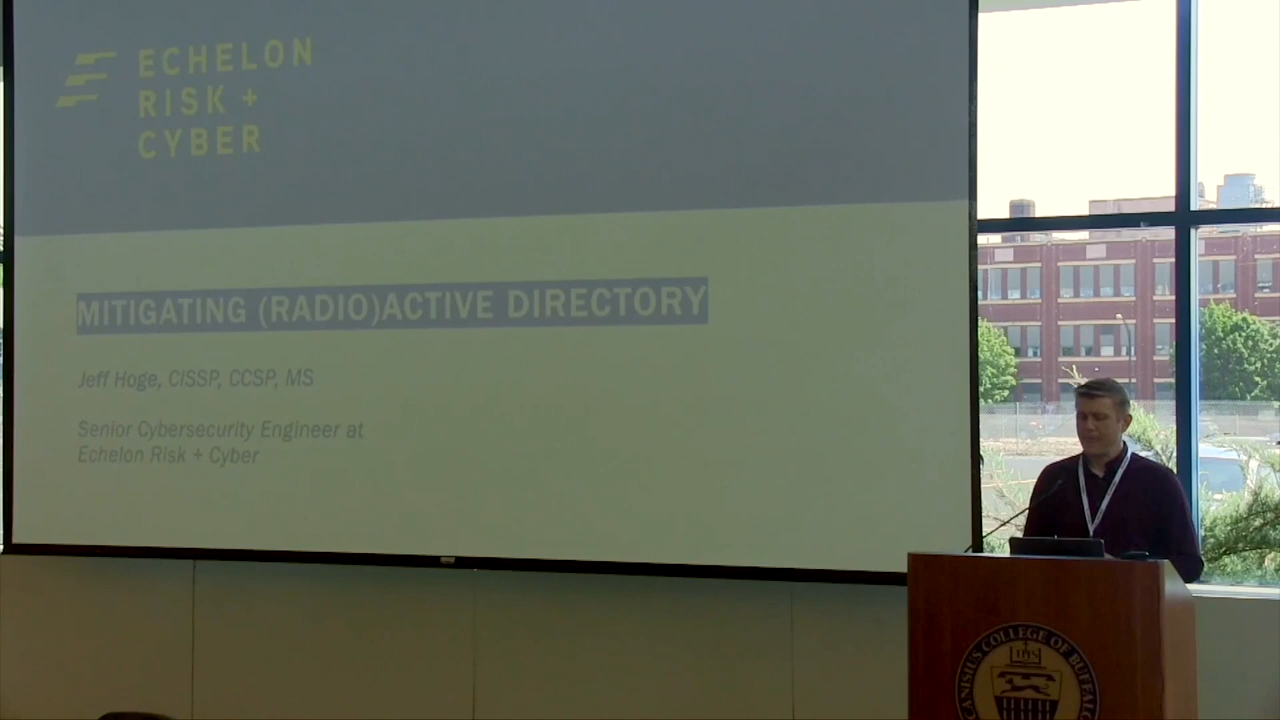 ECHELON
RISK +
CYBER
MITIGATING (RADIO)ACTIVE DIRECTORY
Jeff Hoge, CISSP, CCSP, MS
Senior Cybersecurity Engineer at
Echelon Risk + Cyber
CANISIUS COLLEGE OF BUFFALO
IHS